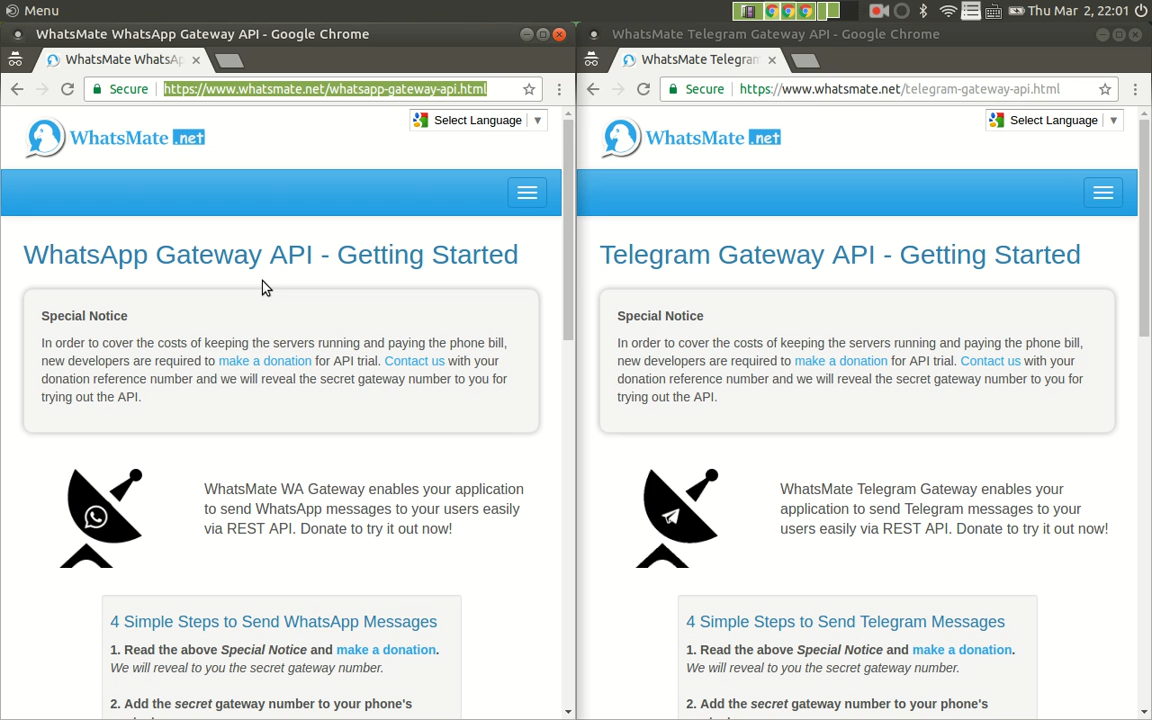 Menu
Thu Mar 2, 22:01
WhatsMate WhatsApp Gateway API - Google Chrome
WhatsMate WhatsAp
Secure
https://www.whatsmate.net/whatsapp-gateway-api.html
Select Language
WhatsMate .net
WhatsApp Gateway API - Getting Started
Special Notice
In order to cover the costs of keeping the servers running and paying the phone bill,
new developers are required to make a donation for API trial. Contact us with your
donation reference number and we will reveal the secret gateway number to you for
trying out the API.
WhatsMate WA Gateway enables your application
to send WhatsApp messages to your users easily
via REST API. Donate to try it out now!
4 Simple Steps to Send WhatsApp Messages
1. Read the above Special Notice and make a donation.
We will reveal to you the secret gateway number.
2. Add the secret gateway number to your phone's
WhatsMate Telegram Gateway API - Google Chrome
WhatsMate Telegram
Secure
https://www.whatsmate.net/telegram-gateway-api.html
Select Language
WhatsMate .net
Telegram Gateway API - Getting Started
Special Notice
In order to cover the costs of keeping the servers running and paying the phone bill,
new developers are required to make a donation for API trial. Contact us with your
donation reference number and we will reveal the secret gateway number to you for
trying out the API.
WhatsMate Telegram Gateway enables your
application to send Telegram messages to your
users easily via REST API. Donate to try it out now!
4 Simple Steps to Send Telegram Messages
1. Read the above Special Notice and make a donation.
We will reveal to you the secret gateway number.
2. Add the secret gateway number to your phone's